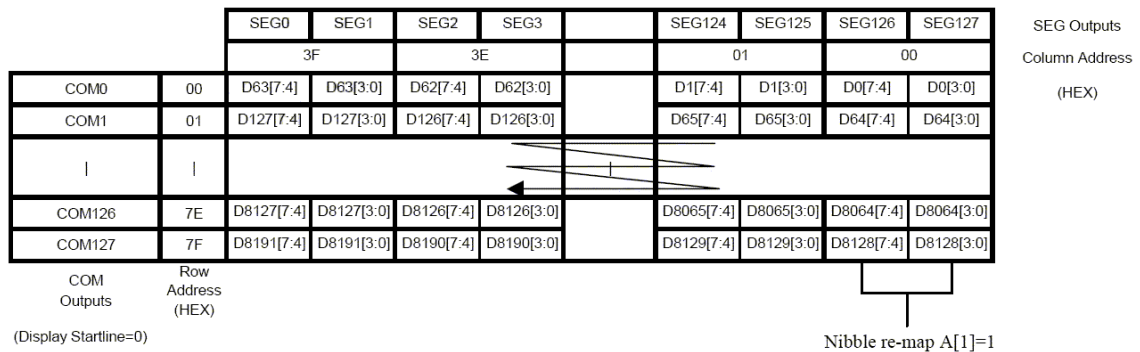 SEG0 SEG1 SEG2 SEG3 SEG124 SEG125 SEG126 SEG127 SEG Outputs
3F 3E 01 00 Column Address
COM0 00 D63[7:4] D63[3:0] D62[7:4] D62[3:0] D1[7:4] D1[3:0] D0[7:4] D0[3:0] (HEX)
COM1 01 D127[7:4] D127[3:0] D126[7:4] D126[3:0] D65[7:4] D65[3:0] D64[7:4] D64[3:0]
| | |
COM126 7E D8127[7:4] D8127[3:0] D8126[7:4] D8126[3:0] D8065[7:4] D8065[3:0] D8064[7:4] D8064[3:0]
COM127 7F D8191[7:4] D8191[3:0] D8190[7:4] D8190[3:0] D8129[7:4] D8129[3:0] D8128[7:4] D8128[3:0]
COM
Outputs
Row
Address
(HEX)
(Display Startline=0)
Nibble re-map A[1]=1